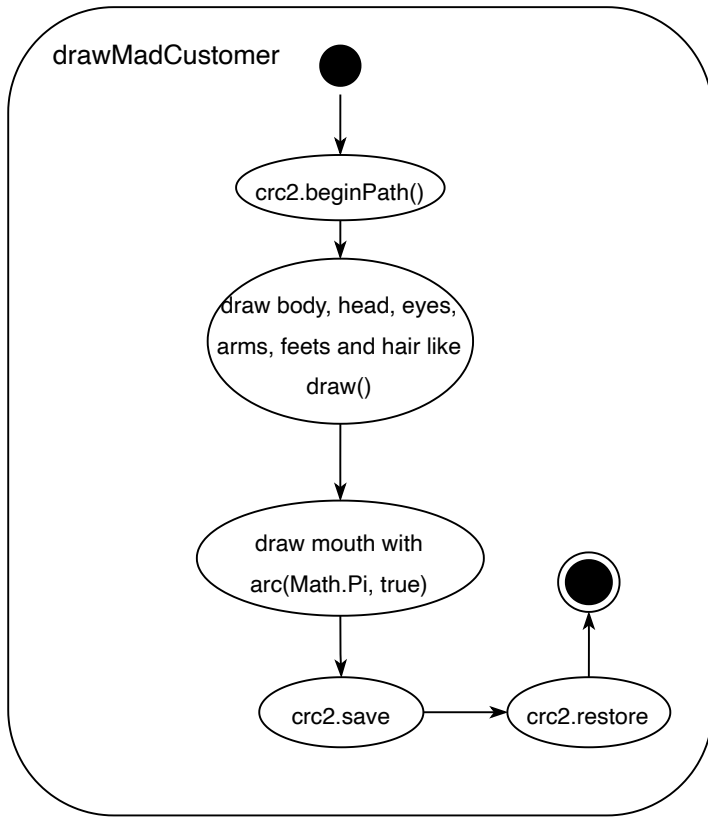 drawMadCustomer
crc2.beginPath()
draw body, head, eyes,
arms, feets and hair like
draw()
draw mouth with
arc(Math.Pi, true)
crc2.save
crc2.restore